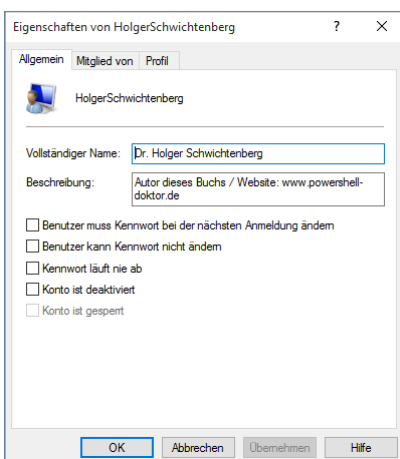 Eigenschaften von HolgerSchwichtenberg ? ×
Allgemein Mitglied von Profil
HolgerSchwichtenberg
Vollständiger Name: Dr. Holger Schwichtenberg
Beschreibung: Autor dieses Buchs / Website: www.powershell-
doktor.de
Benutzer muss Kennwort bei der nächsten Anmeldung ändern
Benutzer kann Kennwort nicht ändern
Kennwort läuft nie ab
Konto ist deaktiviert
Konto ist gesperrt
OK Abbrechen Übernehmen Hilfe